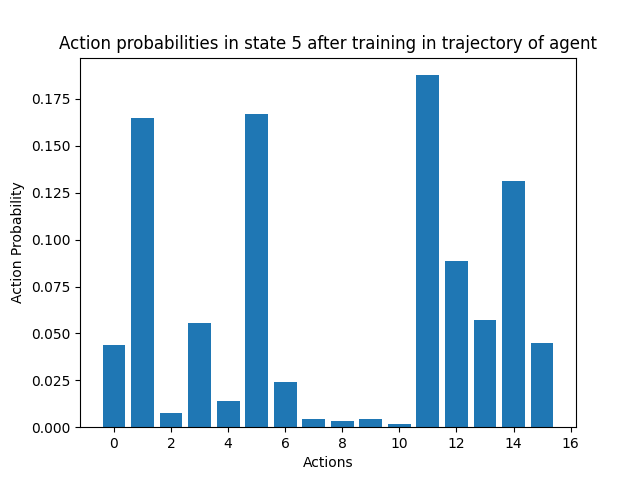 Action probabilities in state 5 after training in trajectory of agent
0.175
0.150
0.125
0.100
0.075
0.050
0.025
0.000
Action Probability
0 2 4 6 8 10 12 14 16
Actions